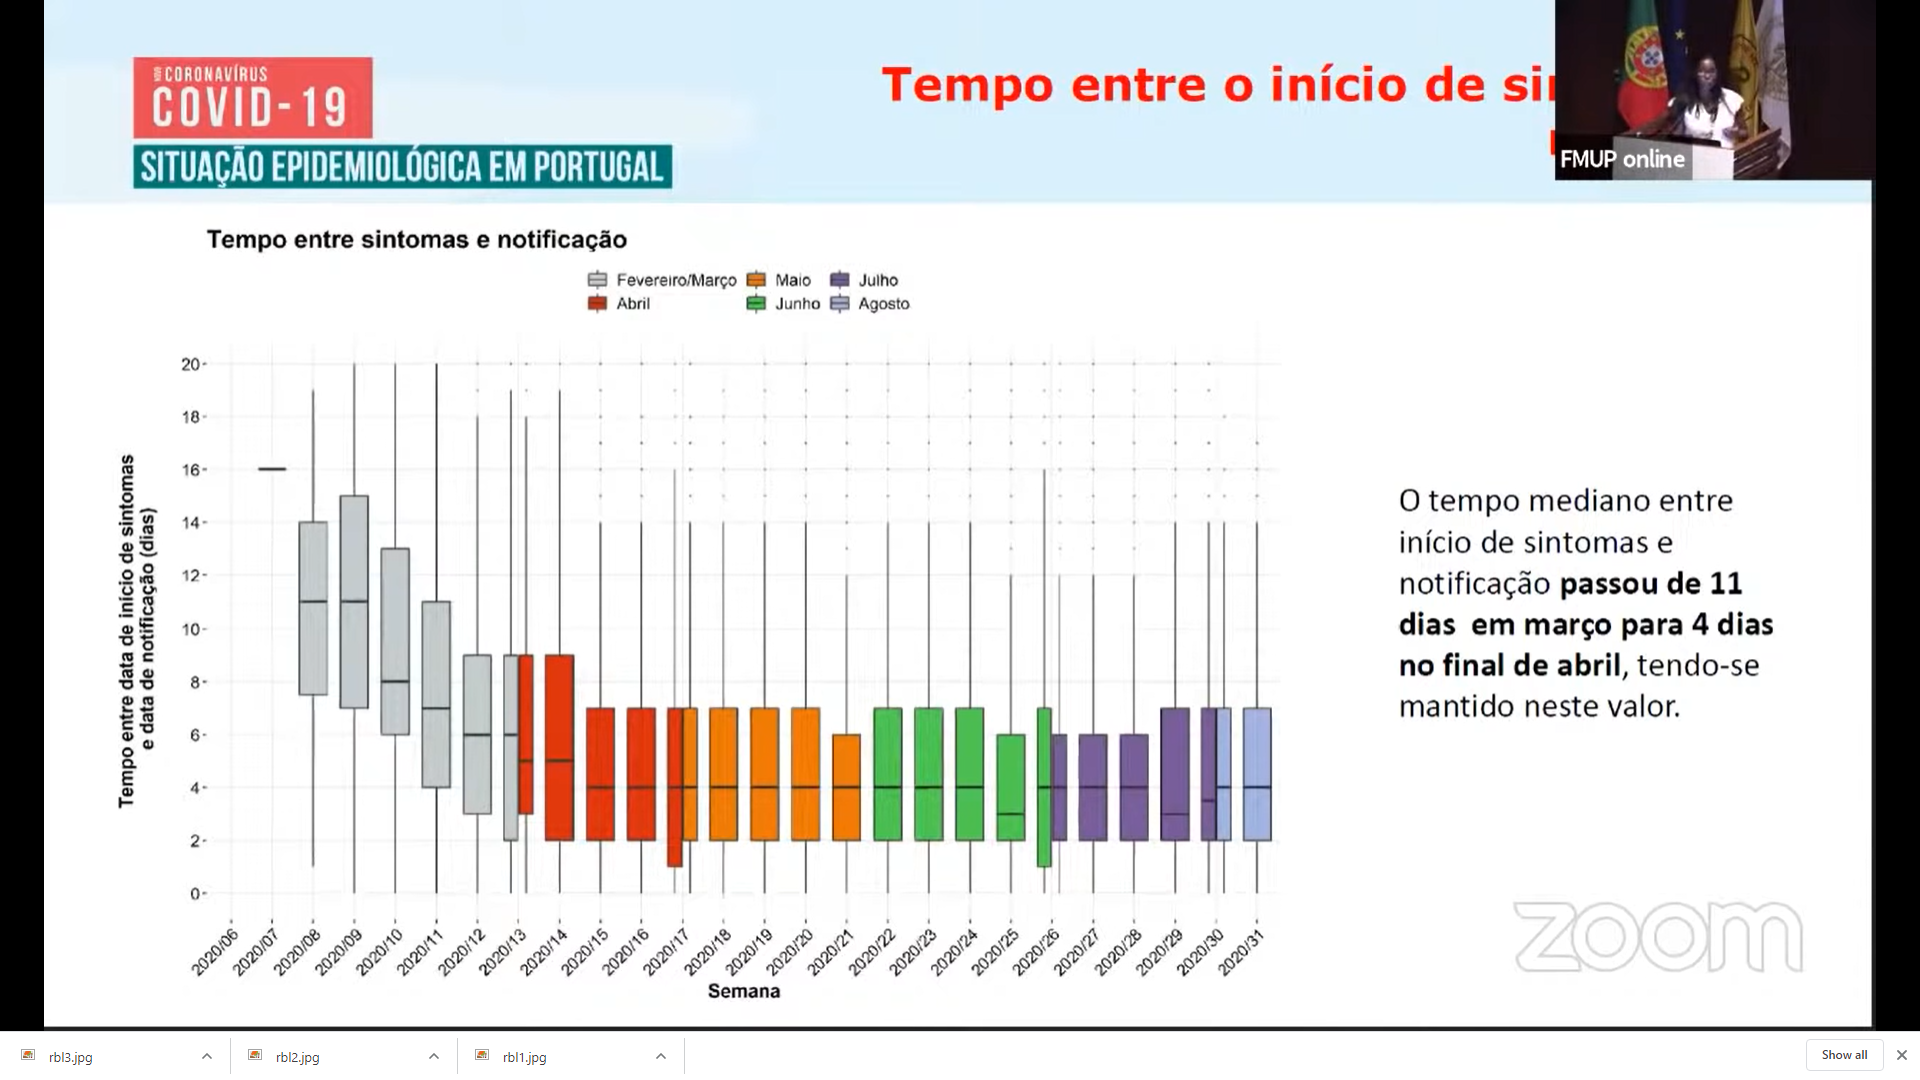 NOVO
CORONAVÍRUS
COVID-19
SITUAÇÃO EPIDEMIOLÓGICA EM PORTUGAL
Tempo entre o início de
FMUP online
Tempo entre sintomas e notificação
Fevereiro/Março
Maio
Julho
Abril
Junho
Agosto
Tempo entre data de início de sintomas
e data de notificação (dias)
20
18
16
14
12
10
8
6
4
2
0
2020/06
2020/07
2020/08
2020/09
2020/10
2020/11
2020/12
2020/13
2020/14
2020/15
2020/16
2020/17
2020/18
2020/19
2020/20
2020/21
2020/22
2020/23
2020/24
2020/25
2020/26
2020/27
2020/28
2020/29
2020/30
2020/31
Semana
O tempo mediano entre
início de sintomas e
notificação passou de 11
dias em março para 4 dias
no final de abril, tendo-se
mantido neste valor.
zoom
rbl3.jpg
rbl2.jpg
rbl1.jpg
Show all